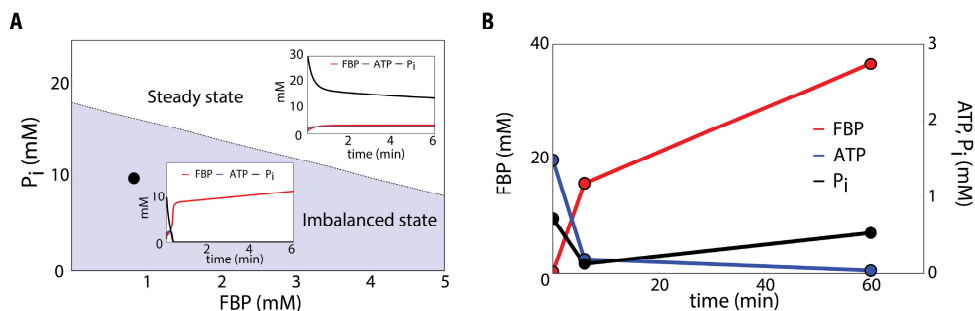 A
Pi (mM)
20
10
0
Steady state
30
20
10
0
mM
FBP ATP Pi
2 4 6
time (min)
FBP ATP Pi
10
mM
0
2 4 6
time (min)
Imbalanced state
1 2 3 4 5
FBP (mM)
B
40
20
0
FBP (mM)
FBP
ATP
Pi
3
2
1
0
ATP, Pi (mM)
0 20 40 60
time (min)